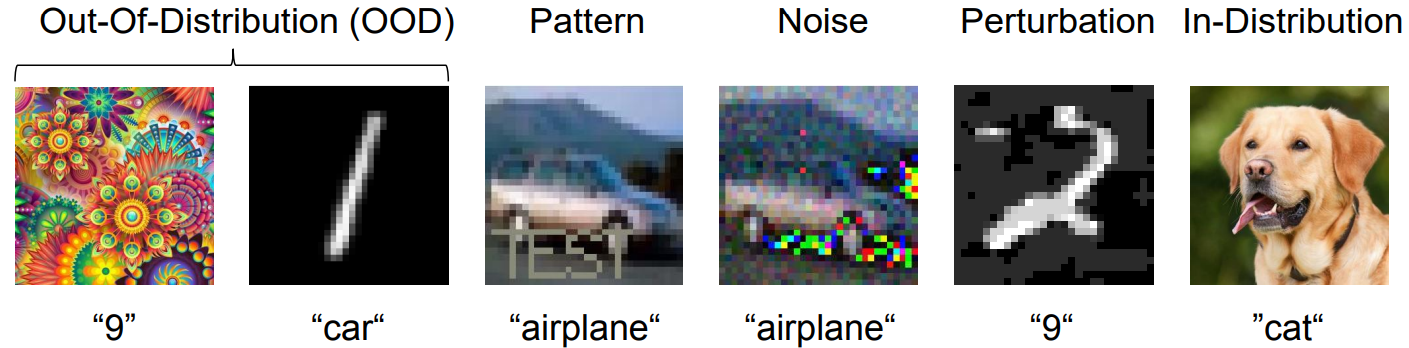 Out-Of-Distribution (OOD) Pattern Noise Perturbation In-Distribution
TEST
“9” “car“ “airplane“ “airplane“ “9“ ”cat“